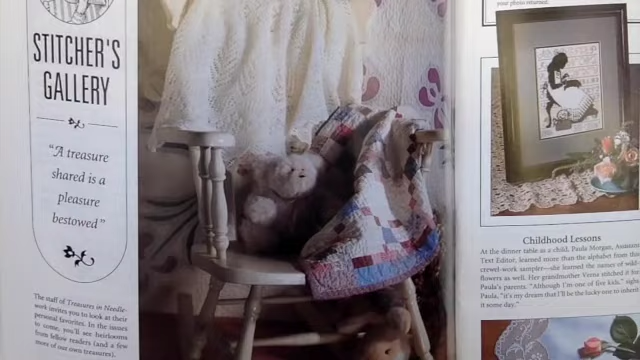 STITCHER'S
GALLERY
"A treasure
shared is a
pleasure
bestowed"
The staff of Treasures in Needle-
work invites you to look at their
personal favorites. In the issues
to come, you'll see heirlooms
from fellow readers (and a few
more of our own treasures).
your photo returned.
Childhood Lessons
At the dinner table as a child, Paula Morgan, Assistan
Text Editor, learned more than the alphabet from this
crewel-work sampler—she learned the names of wild-
flowers as well. Her grandmother Verna stitched it for
Paula's parents. "Although I'm one of five kids," sighs
Paula, "it's my dream that I'll be the lucky one to inherit
it some day."